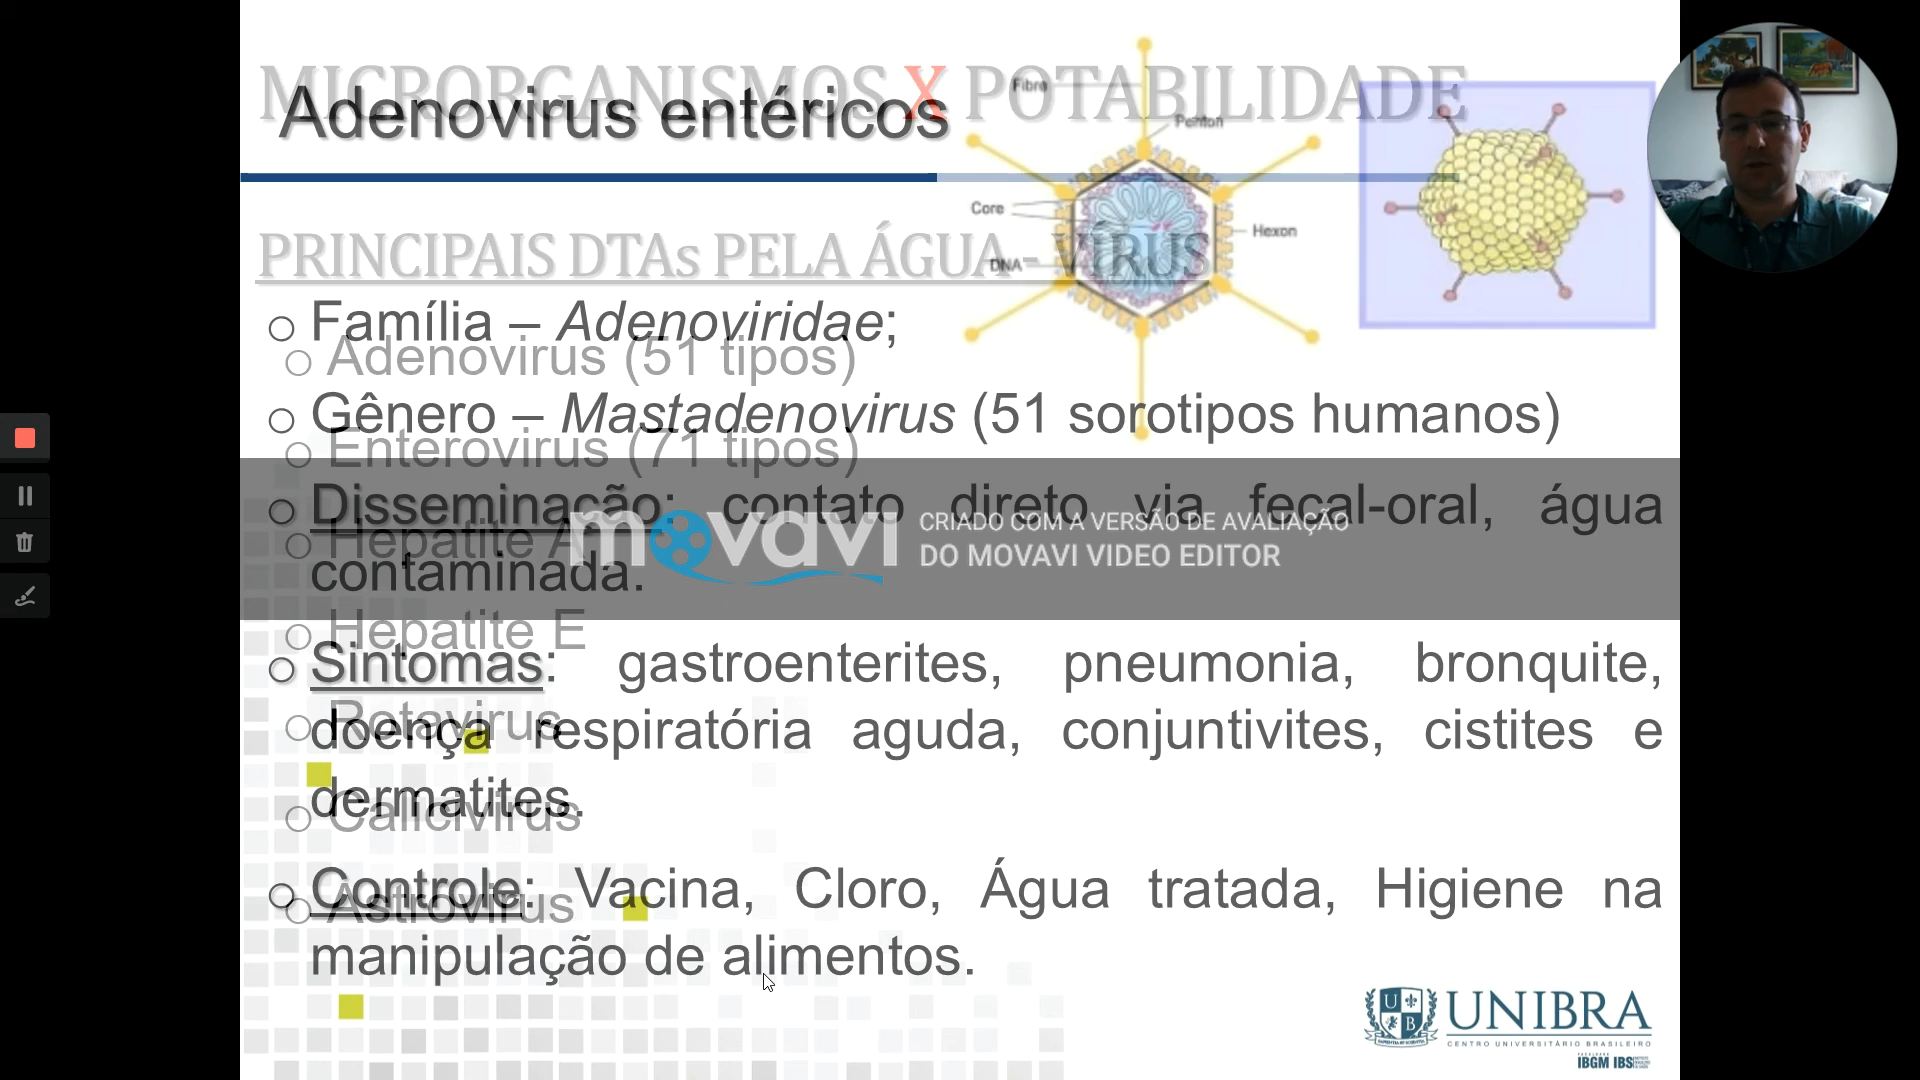 MICRORGANISMOS X POTABILIDADE
Adenovirus entéricos
Fibre
Penton
Core
Hexon
DNA
PRINCIPAIS DTAs PELA ÁGUA - VÍRUS
Família – Adenoviridae;
Adenovirus (51 tipos)
Gênero – Mastadenovirus (51 sorotipos humanos)
Enterovirus (71 tipos)
Disseminação: contato direto via fecal-oral, água
contaminada.
Hepatite A
movavi
CRIADO COM A VERSÃO DE AVALIAÇÃO
DO MOVAVI VIDEO EDITOR
Hepatite E
Sintomas: gastroenterites, pneumonia, bronquite,
doença respiratória aguda, conjuntivites, cistites e
dermatites.
Rotavirus
Calicivirus
Controle: Vacina, Cloro, Água tratada, Higiene na
manipulação de alimentos.
Astrovirus
U
B
UNIBRA
CENTRO UNIVERSITÁRIO BRASILEIRO
IBGM IBS